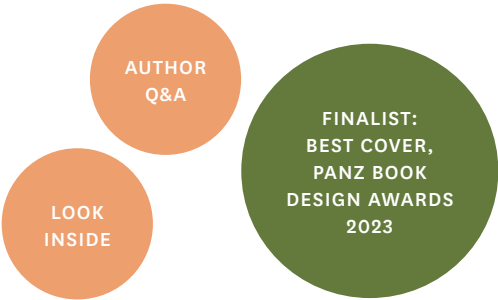 AUTHOR
Q&A
FINALIST:
BEST COVER,
PANZ BOOK
DESIGN AWARDS
2023
LOOK
INSIDE